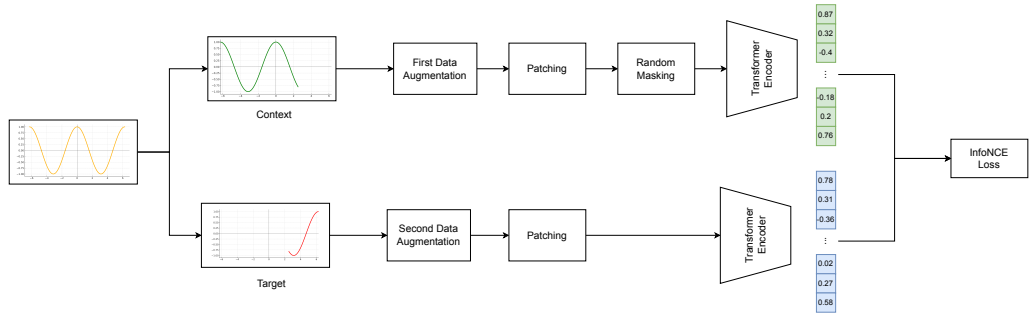 Context
First Data
Augmentation
Patching
Random
Masking
Transformer
Encoder
0.87
0.32
-0.4
...
-0.18
0.2
0.76
InfoNCE
Loss
Target
Second Data
Augmentation
Patching
Transformer
Encoder
0.78
0.31
-0.36
...
0.02
0.27
0.58